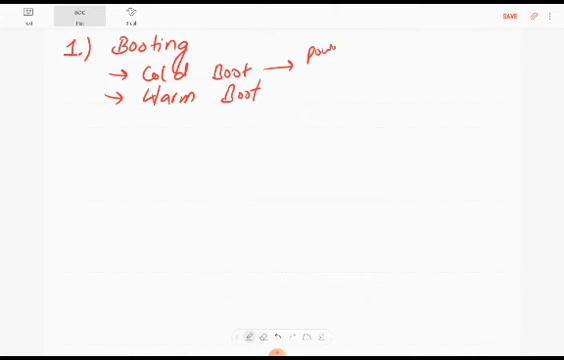 SAVE
1.) Booting
→ Cold Boot → pow
→ Warm Boot